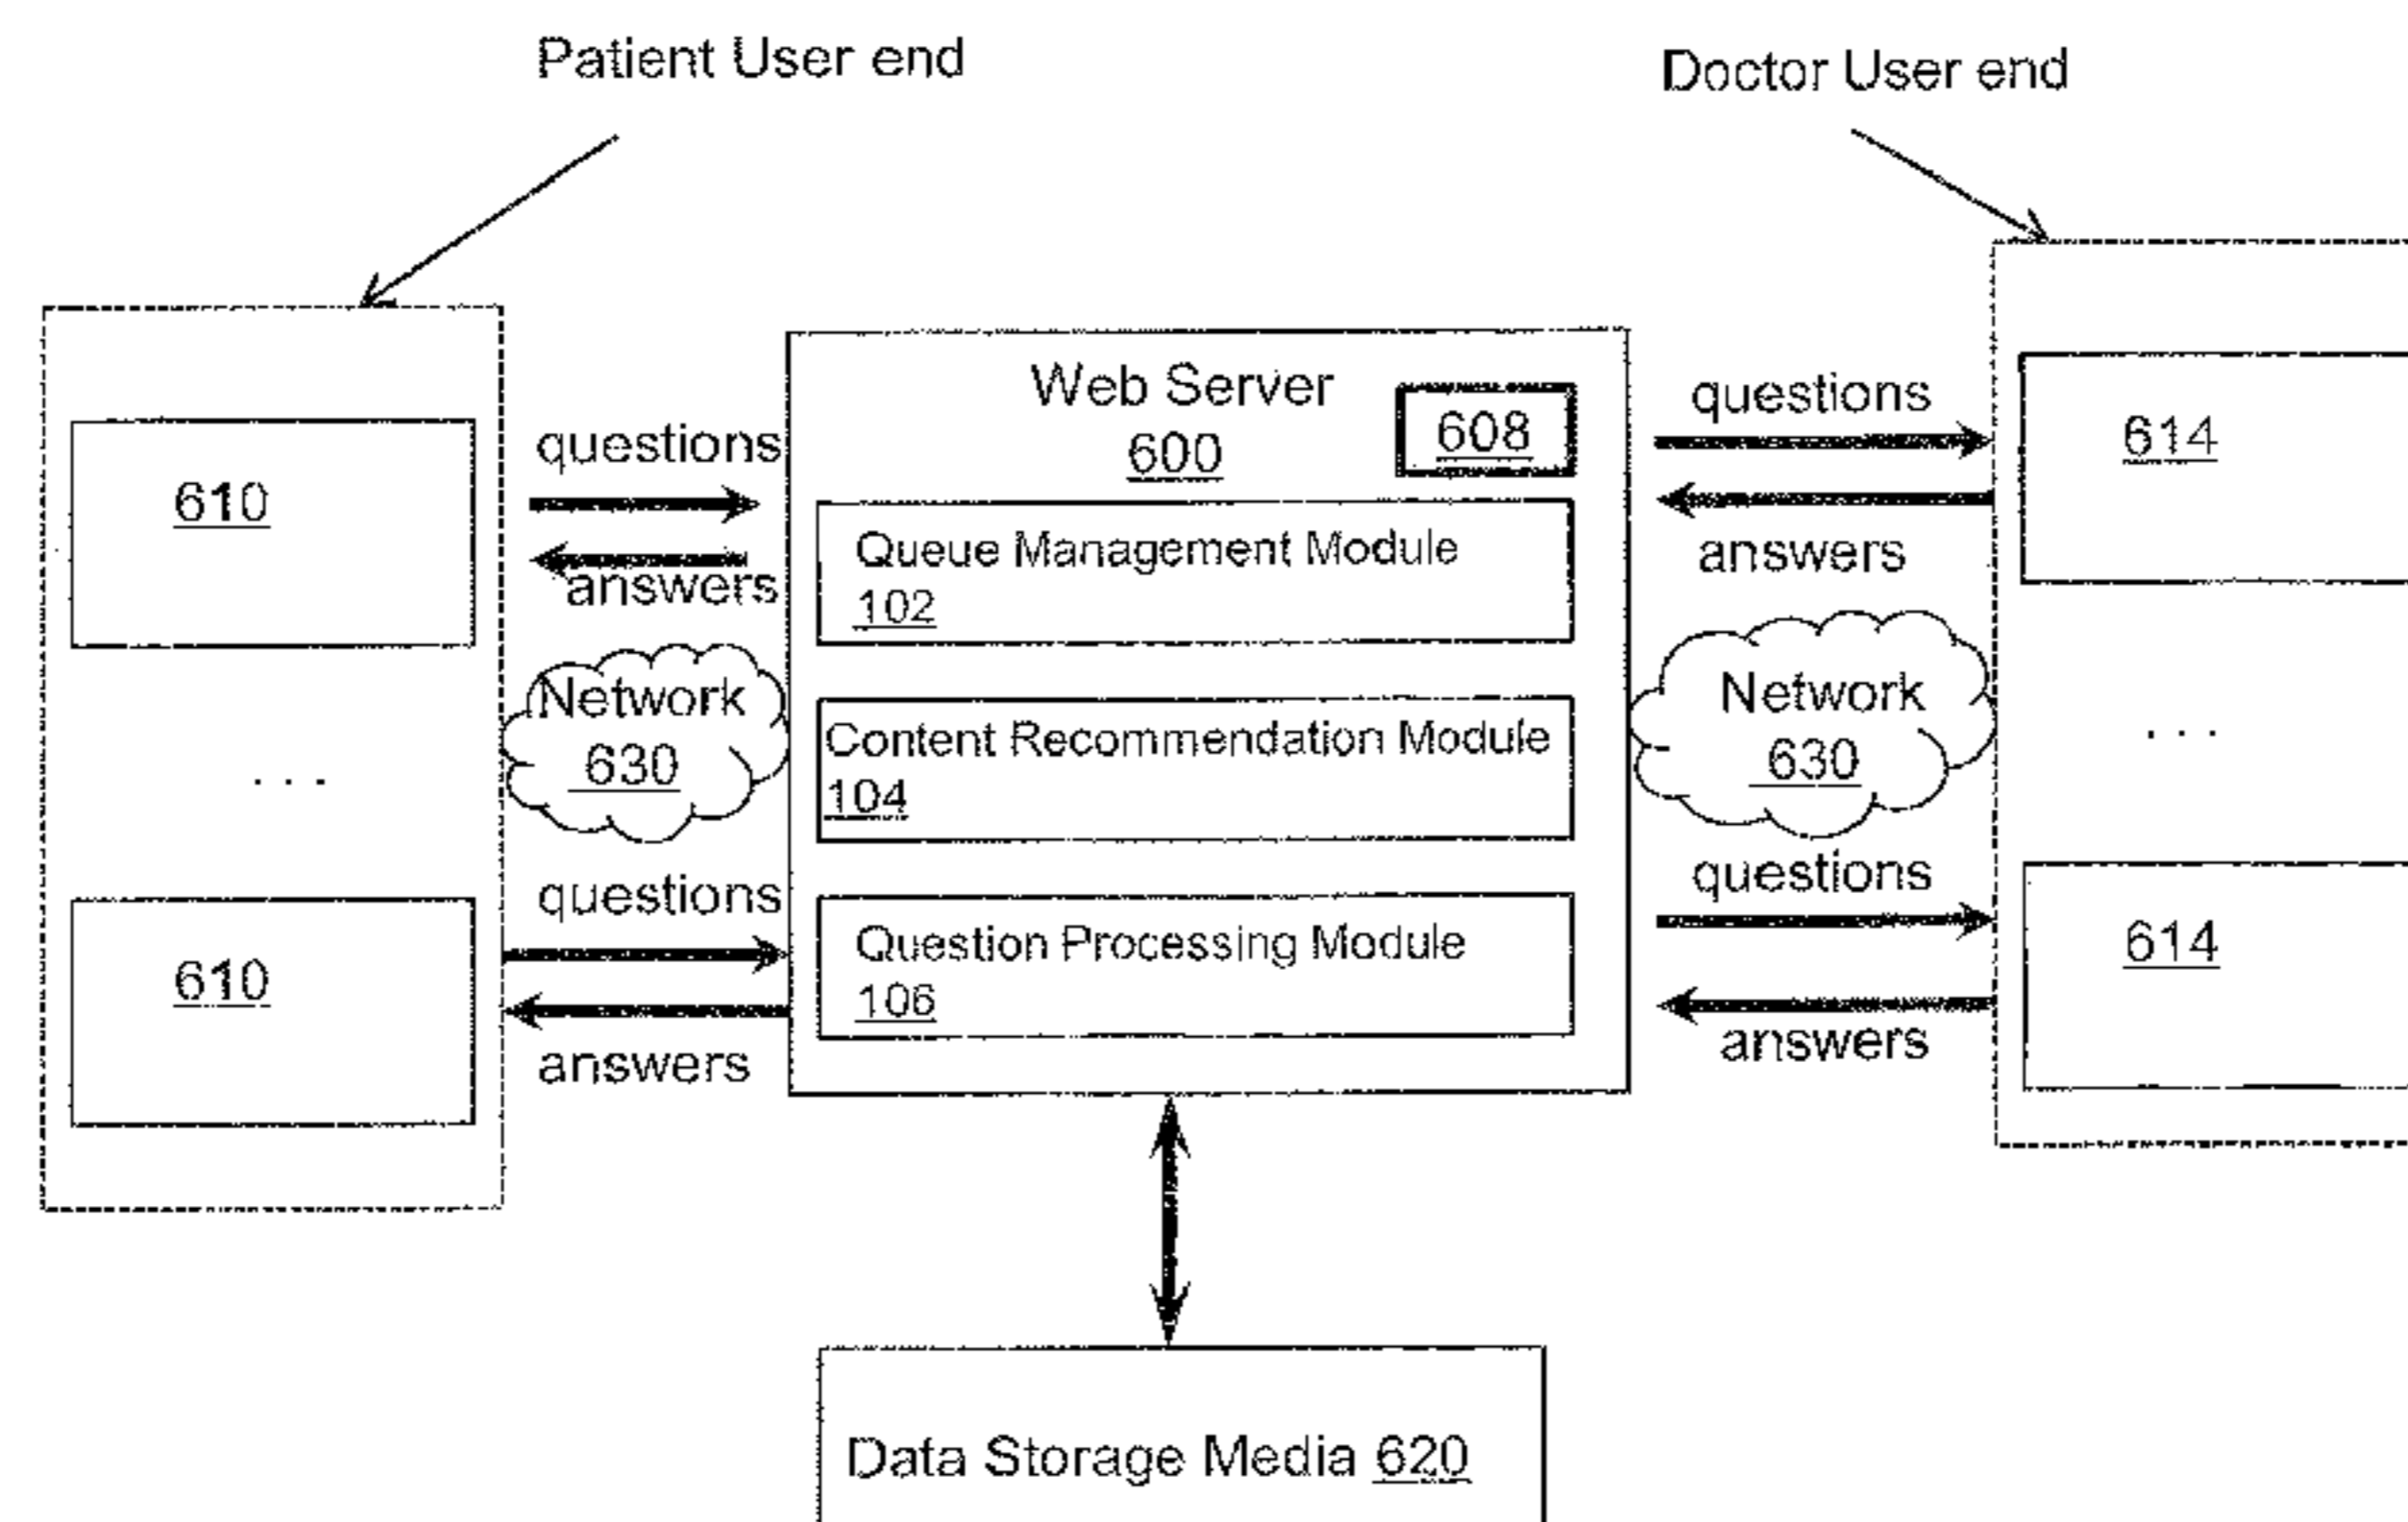 Patient User end
Doctor User end
Web Server
600
608
questions
answers
Queue Management Module
102
questions
answers
610
614
Network
630
. . .
Content Recommendation Module
104
Network
630
. . .
questions
answers
Question Processing Module
106
questions
answers
610
614
Data Storage Media 620